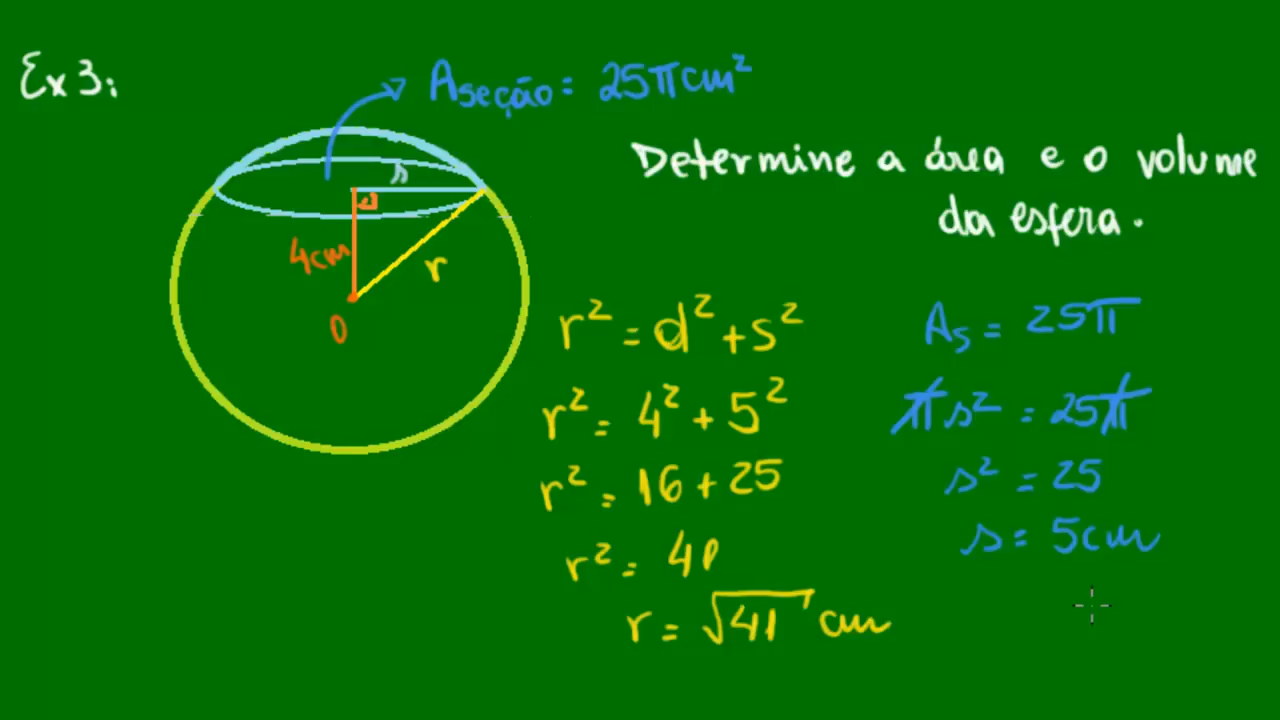 Ex 3:
Aseção = 25πcm²
s
Determine a área e o volume
da esfera.
4cm
r
O
r² = d² + s²
r² = 4² + 5²
r² = 16 + 25
r² = 41
r = √41 cm
As = 25π
πs² = 25π
s² = 25
s = 5cm